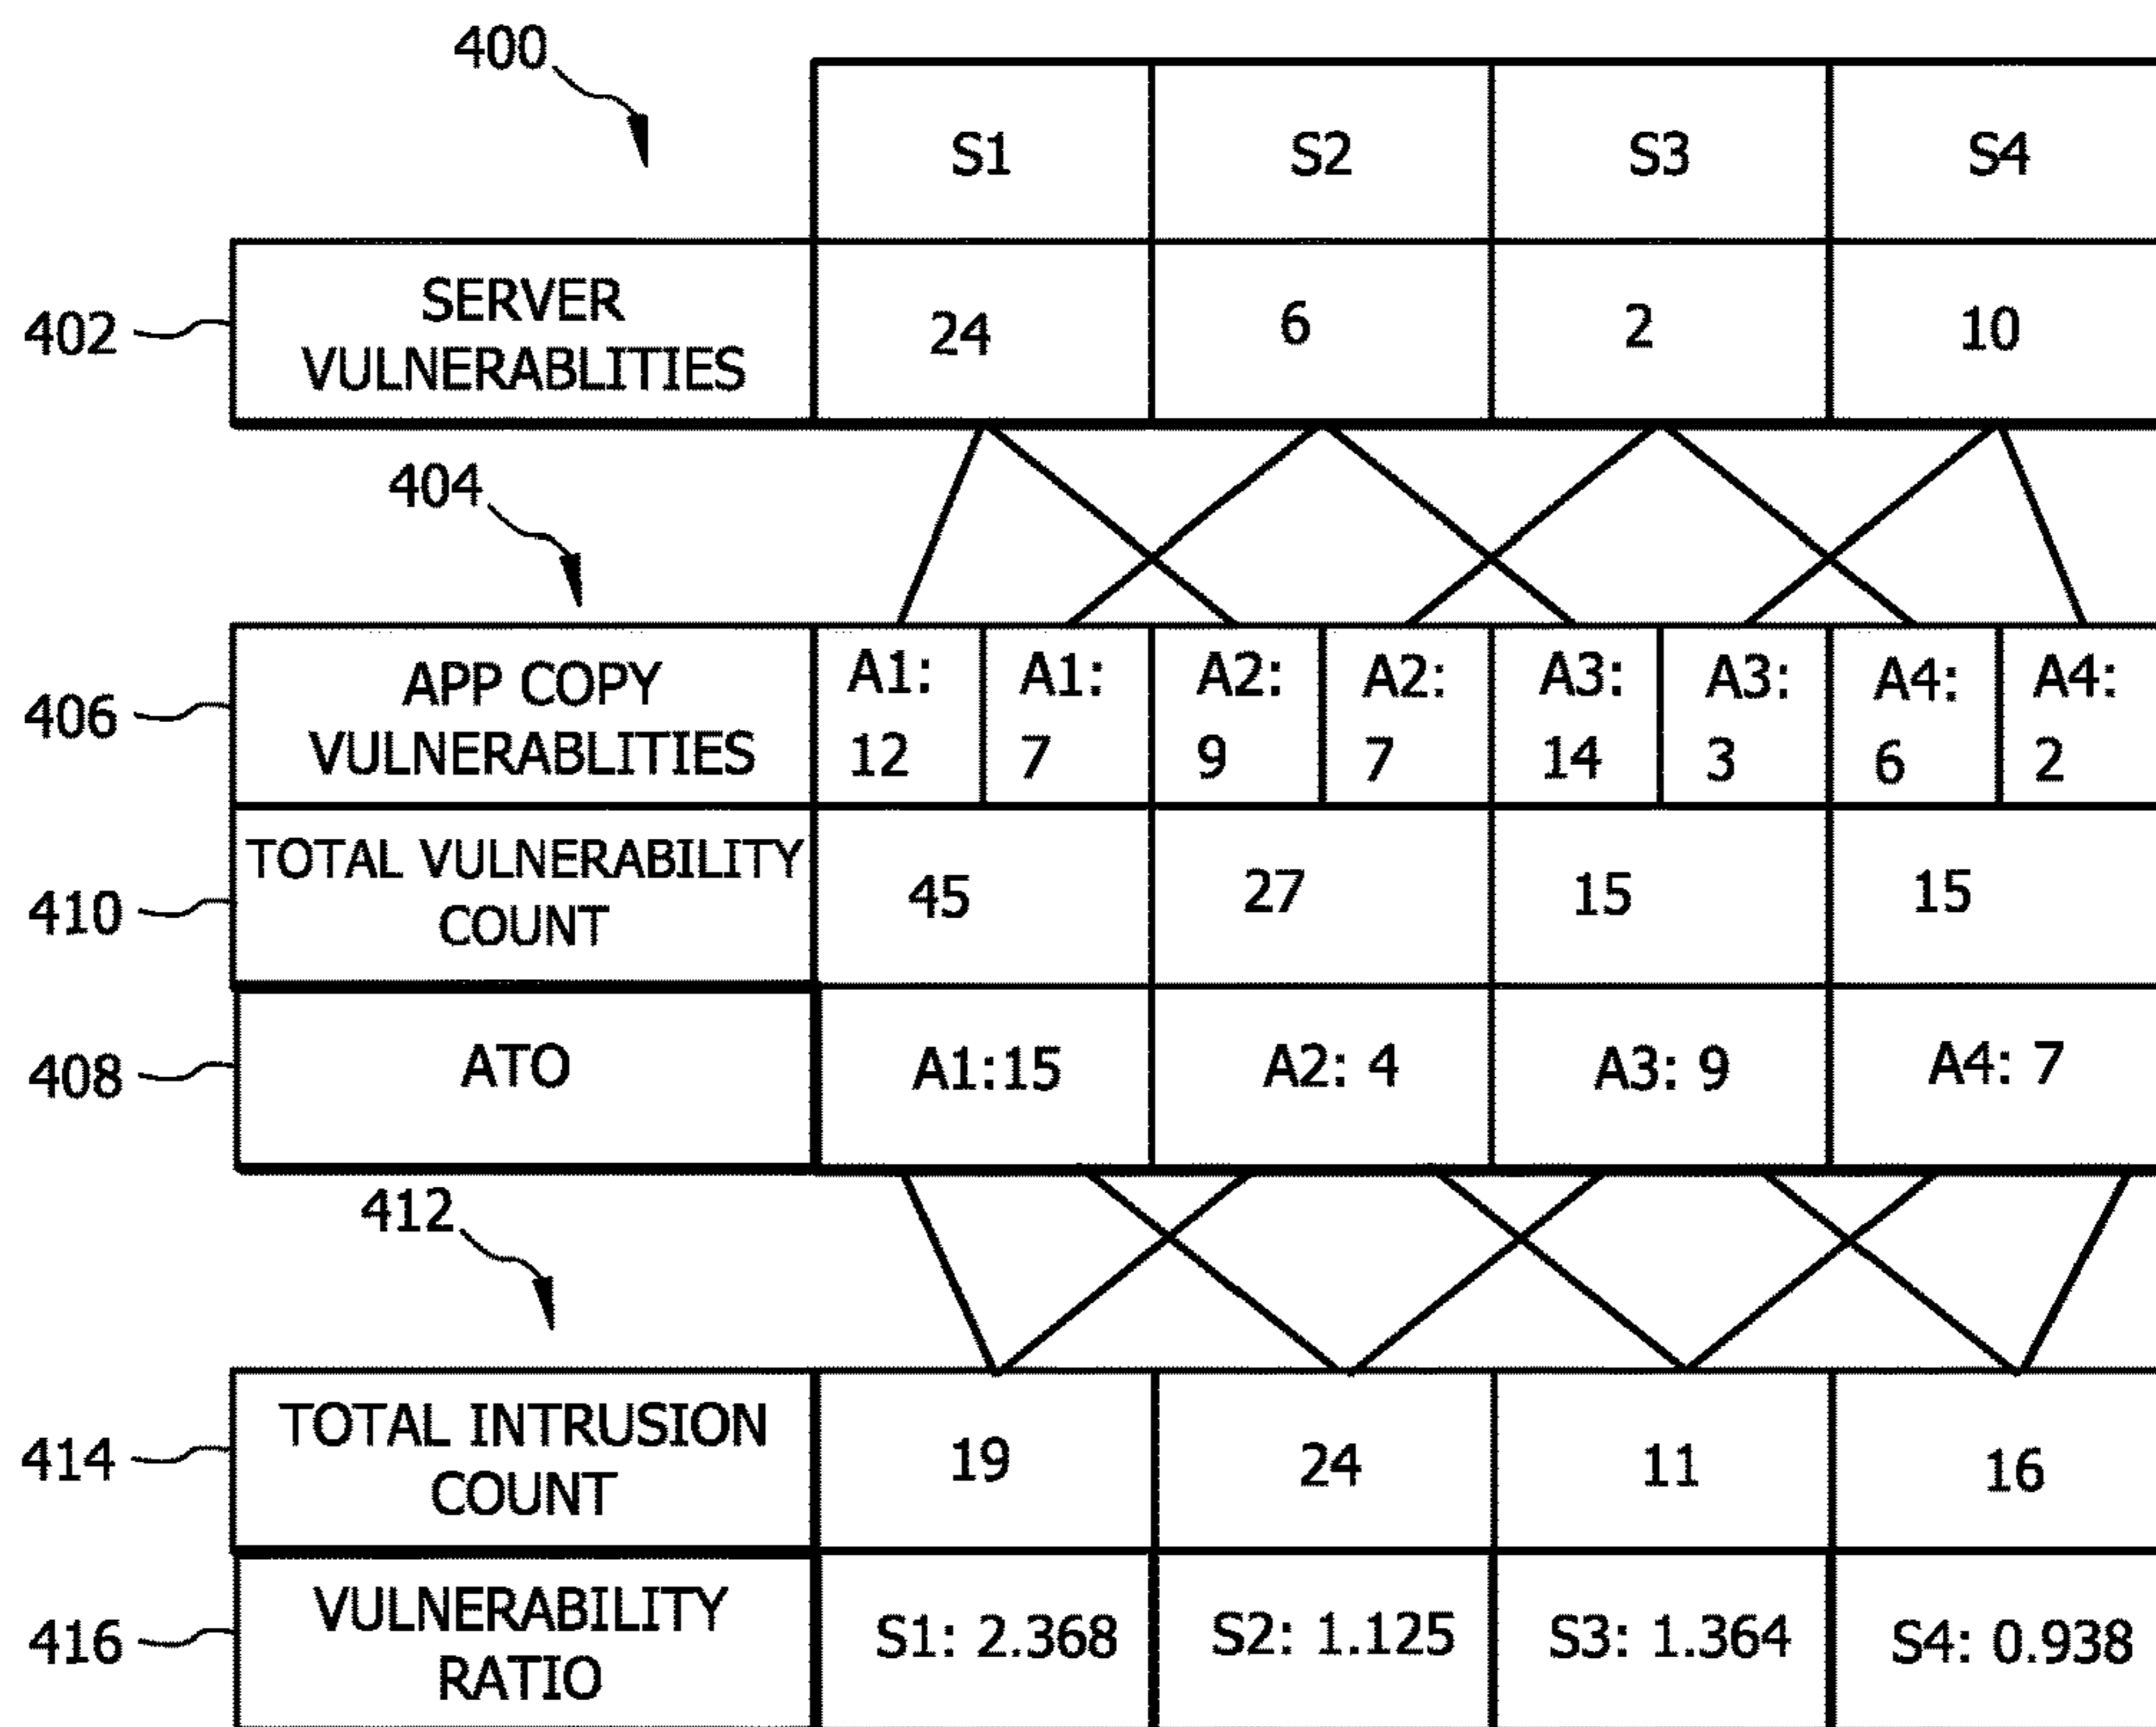 400
S1 S2 S3 S4
402
SERVER
VULNERABLITIES
24 6 2 10
404
406
APP COPY
VULNERABLITIES
A1: A1: A2: A2: A3: A3: A4: A4:
12 7 9 7 14 3 6 2
410
TOTAL VULNERABILITY
COUNT
45 27 15 15
408
ATO
A1:15 A2: 4 A3: 9 A4: 7
412
414
TOTAL INTRUSION
COUNT
19 24 11 16
416
VULNERABILITY
RATIO
S1: 2.368 S2: 1.125 S3: 1.364 S4: 0.938